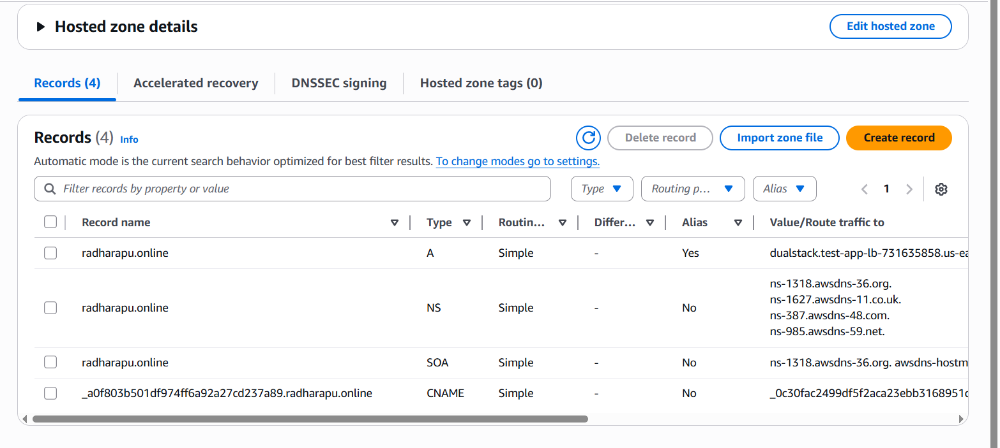 Hosted zone details
Edit hosted zone
Records (4)
Accelerated recovery
DNSSEC signing
Hosted zone tags (0)
Records (4) Info
Delete record
Import zone file
Create record
Automatic mode is the current search behavior optimized for best filter results. To change modes go to settings.
Filter records by property or value
Type
Routing p...
Alias
1
Record name Type Routin... Differ... Alias Value/Route traffic to
radharapu.online A Simple - Yes dualstack.test-app-lb-731635858.us-ea
ns-1318.awsdns-36.org.
ns-1627.awsdns-11.co.uk.
radharapu.online NS Simple - No
ns-387.awsdns-48.com.
ns-985.awsdns-59.net.
radharapu.online SOA Simple - No ns-1318.awsdns-36.org. awsdns-hostm
_a0f803b501df974ff6a92a27cd237a89.radharapu.online CNAME Simple - No _0c30fac2499df5f2aca23ebb3168951